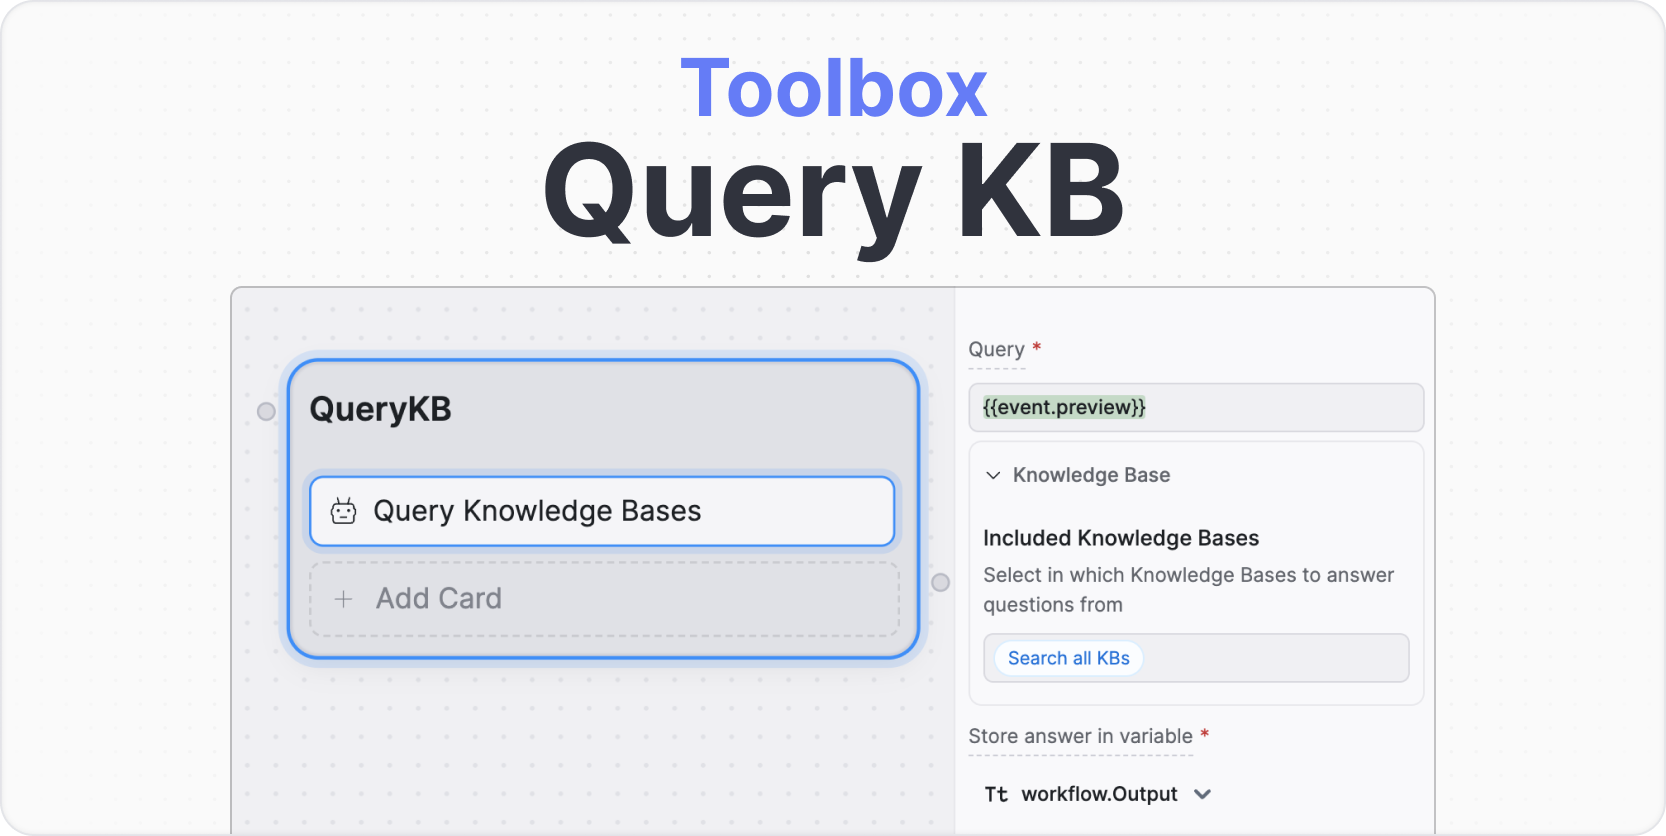 Toolbox
Query KB
QueryKB
Query Knowledge Bases
+ Add Card
Query *
{{event.preview}}
Knowledge Base
Included Knowledge Bases
Select in which Knowledge Bases to answer
questions from
Search all KBs
Store answer in variable *
Tt workflow.Output